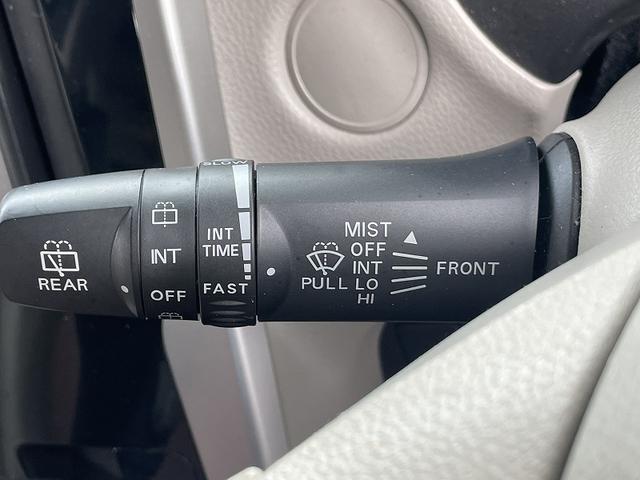 REAR
INT
OFF
SLOW
INT
TIME
FAST
MIST
OFF
INT
PULL LO
HI
FRONT